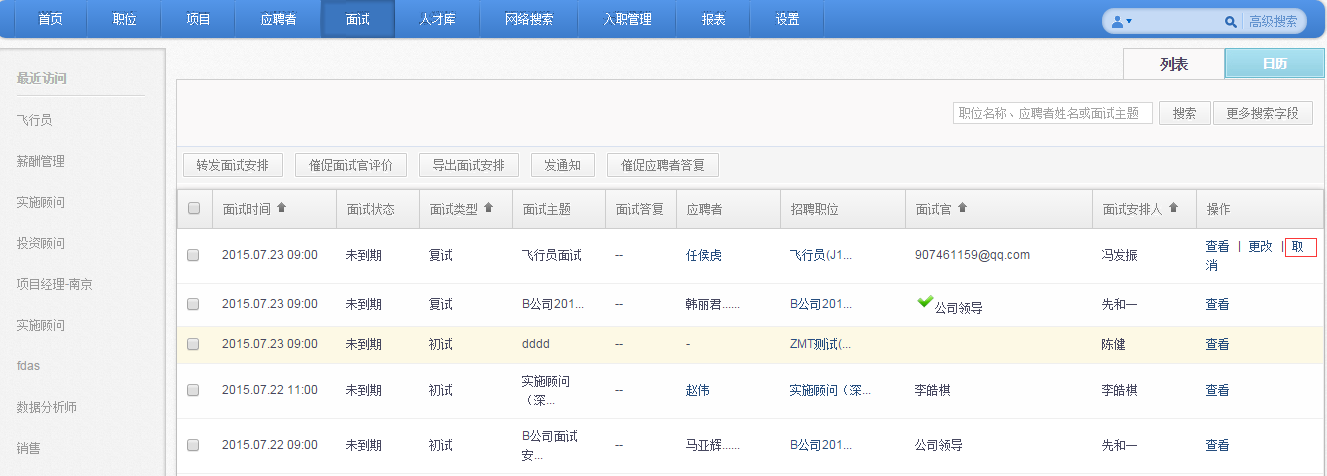 首页 职位 项目 应聘者 面试 人才库 网络搜索 入职管理 报表 设置 高级搜索
列表 日历
最近访问
飞行员
薪酬管理
实施顾问
投资顾问
项目经理-南京
实施顾问
fdas
数据分析师
销售
职位名称、应聘者姓名或面试主题 搜索 更多搜索字段
转发面试安排 催促面试官评价 导出面试安排 发通知 催促应聘者答复
面试时间 面试状态 面试类型 面试主题 面试答复 应聘者 招聘职位 面试官 面试安排人 操作
2015.07.23 09:00 未到期 复试 飞行员面试 -- 任侯虎 飞行员(J1... 907461159@qq.com 冯发振 查看 | 更改 | 取
消
2015.07.23 09:00 未到期 复试 B公司201... -- 韩丽君...... B公司201... 公司领导 先和一 查看
2015.07.23 09:00 未到期 初试 dddd -- - ZMT测试(... 陈健 查看
2015.07.22 11:00 未到期 初试 实施顾问 -- 赵伟 实施顾问（深... 李皓棋 李皓棋 查看
（深...
2015.07.22 09:00 未到期 初试 B公司面试 -- 马亚辉...... B公司201... 公司领导 先和一 查看
安...